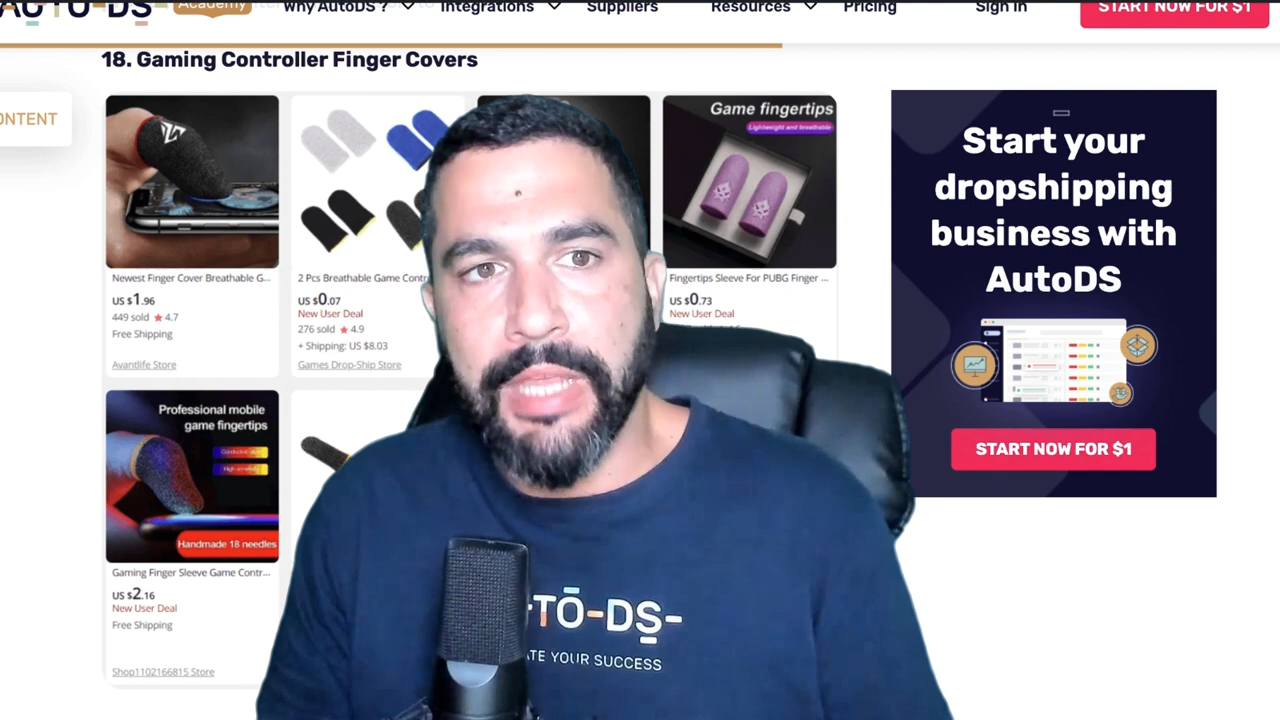 Academy
Why AutoDS ?
Integrations
Suppliers
Resources
Pricing
Sign in
START NOW FOR $1
18. Gaming Controller Finger Covers
ONTENT
Newest Finger Cover Breathable G...
US $1.96
449 sold ★ 4.7
Free Shipping
Avantlife Store
2 Pcs Breathable Game Contr
US $0.07
New User Deal
276 sold ★ 4.9
+ Shipping: US $8.03
Games Drop-Ship Store
Game fingertips
Lightweight and breathable
Fingertips Sleeve For PUBG Finger ...
US $0.73
New User Deal
Professional mobile
game fingertips
Handmade 18 needles
Gaming Finger Sleeve Game Contr...
US $2.16
New User Deal
Free Shipping
Shop1102166815 Store
Start your
dropshipping
business with
AutoDS
START NOW FOR $1
TO-DS-
ATE YOUR SUCCESS